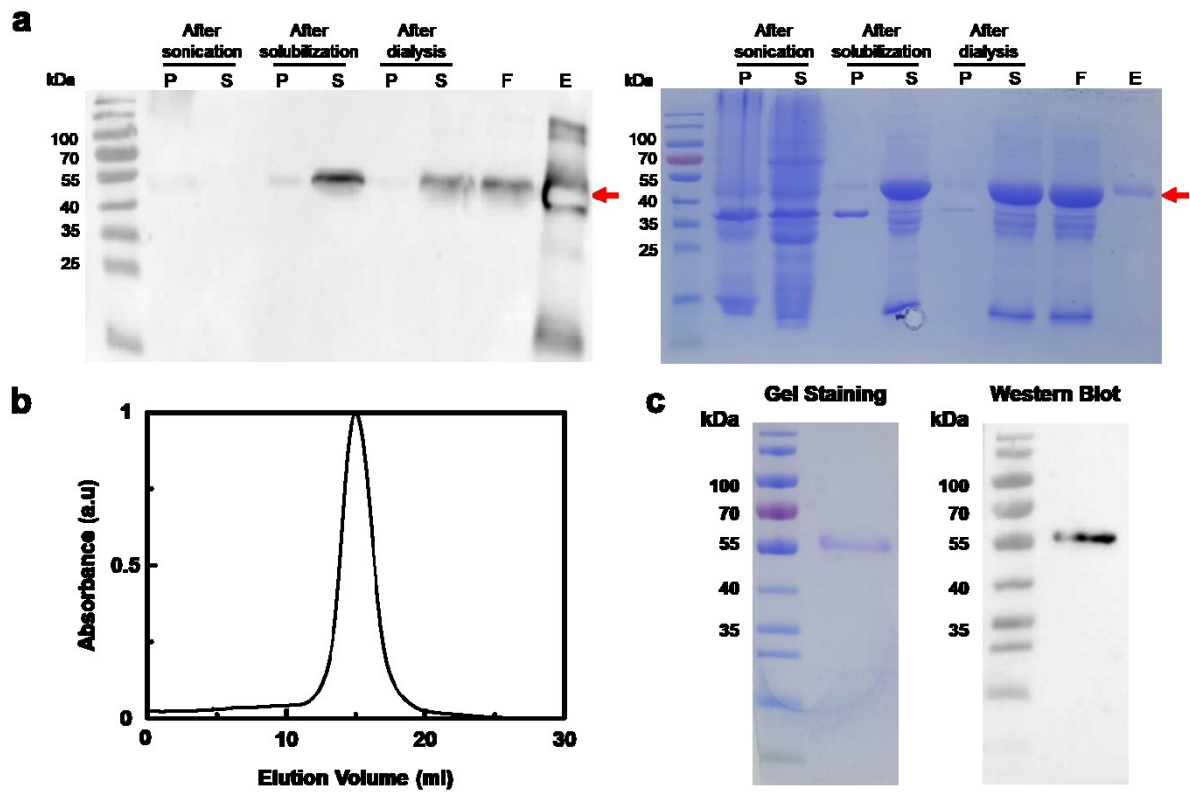 a
After sonication After solubilization After dialysis
kDa P S P S P S F E
100
70
55
40
35
25
After sonication After solubilization After dialysis
kDa P S P S P S F E
100
70
55
40
35
25
b
1
0.5
0
0 10 20 30
Absorbance (a.u)
Elution Volume (ml)
c
Gel Staining Western Blot
kDa kDa
100 100
70 70
55 55
40 40
35 35